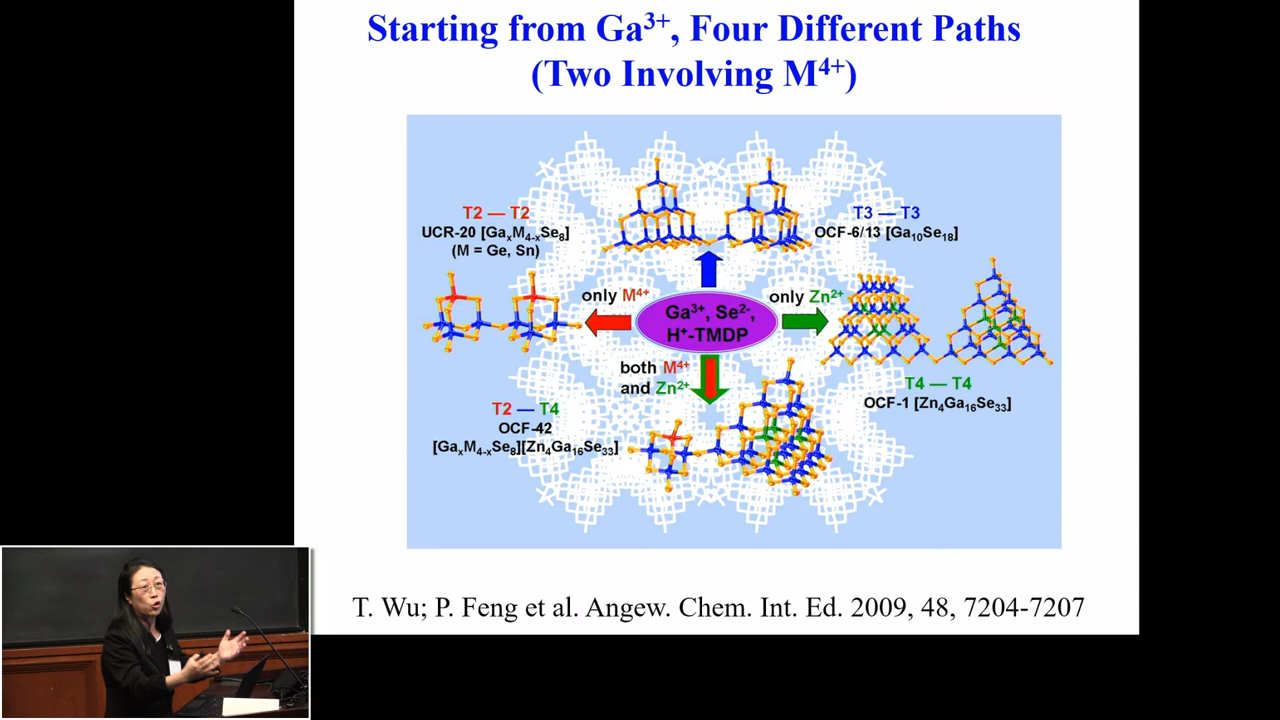 Starting from Ga³⁺, Four Different Paths
(Two Involving M⁴⁺)
T2 — T2
UCR-20 [GaₓM₄₋ₓSe₈]
(M = Ge, Sn)
T3 — T3
OCF-6/13 [Ga₁₀Se₁₈]
only M⁴⁺
only Zn²⁺
Ga³⁺, Se²⁻,
H⁺-TMDP
both M⁴⁺
and Zn²⁺
T4 — T4
OCF-1 [Zn₄Ga₁₆Se₃₃]
T2 — T4
OCF-42
[GaₓM₄₋ₓSe₈][Zn₄Ga₁₆Se₃₃]
T. Wu; P. Feng et al. Angew. Chem. Int. Ed. 2009, 48, 7204-7207